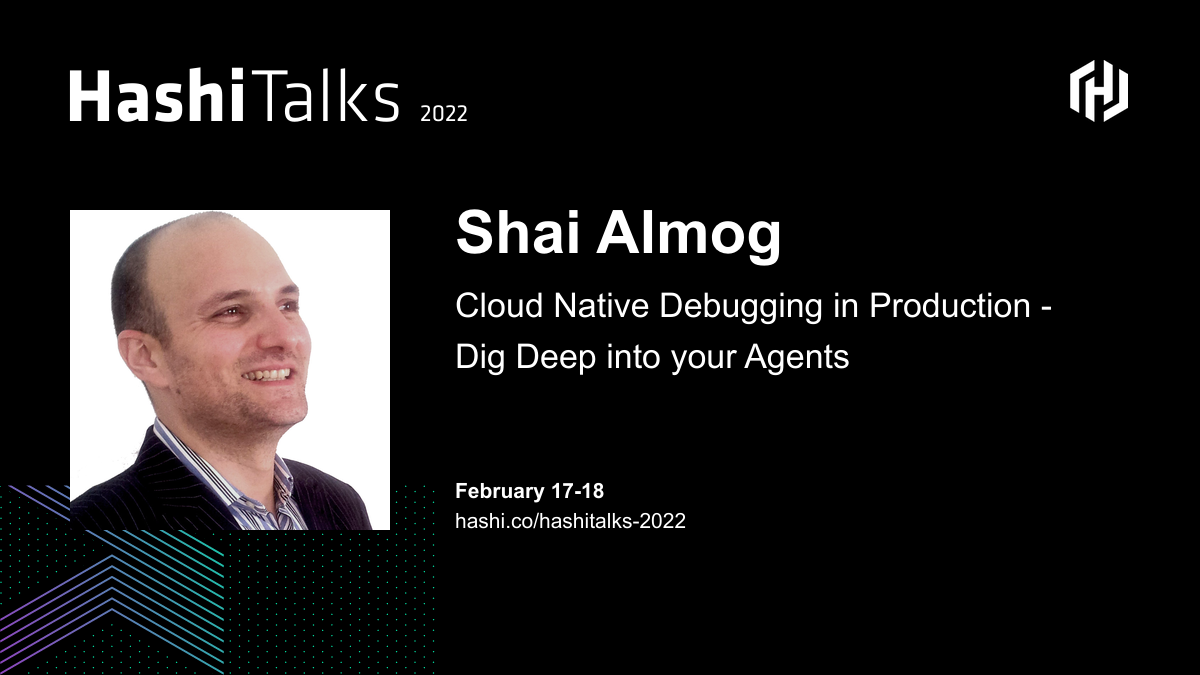 HashiTalks 2022
Shai Almog
Cloud Native Debugging in Production -
Dig Deep into your Agents
February 17-18
hashi.co/hashitalks-2022